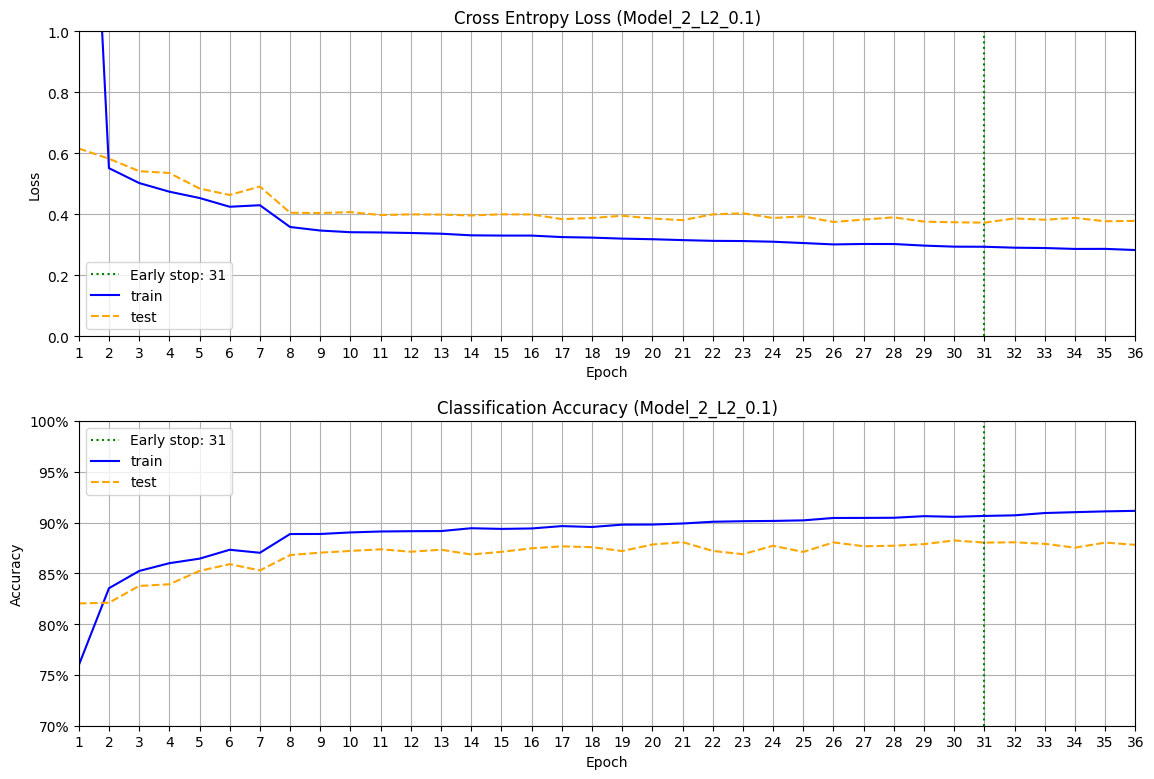 Cross Entropy Loss (Model_2_L2_0.1)
1.0
0.8
0.6
0.4
0.2
0.0
Loss
Early stop: 31
train
test
1 2 3 4 5 6 7 8 9 10 11 12 13 14 15 16 17 18 19 20 21 22 23 24 25 26 27 28 29 30 31 32 33 34 35 36
Epoch
Classification Accuracy (Model_2_L2_0.1)
100%
95%
90%
85%
80%
75%
70%
Accuracy
Early stop: 31
train
test
1 2 3 4 5 6 7 8 9 10 11 12 13 14 15 16 17 18 19 20 21 22 23 24 25 26 27 28 29 30 31 32 33 34 35 36
Epoch